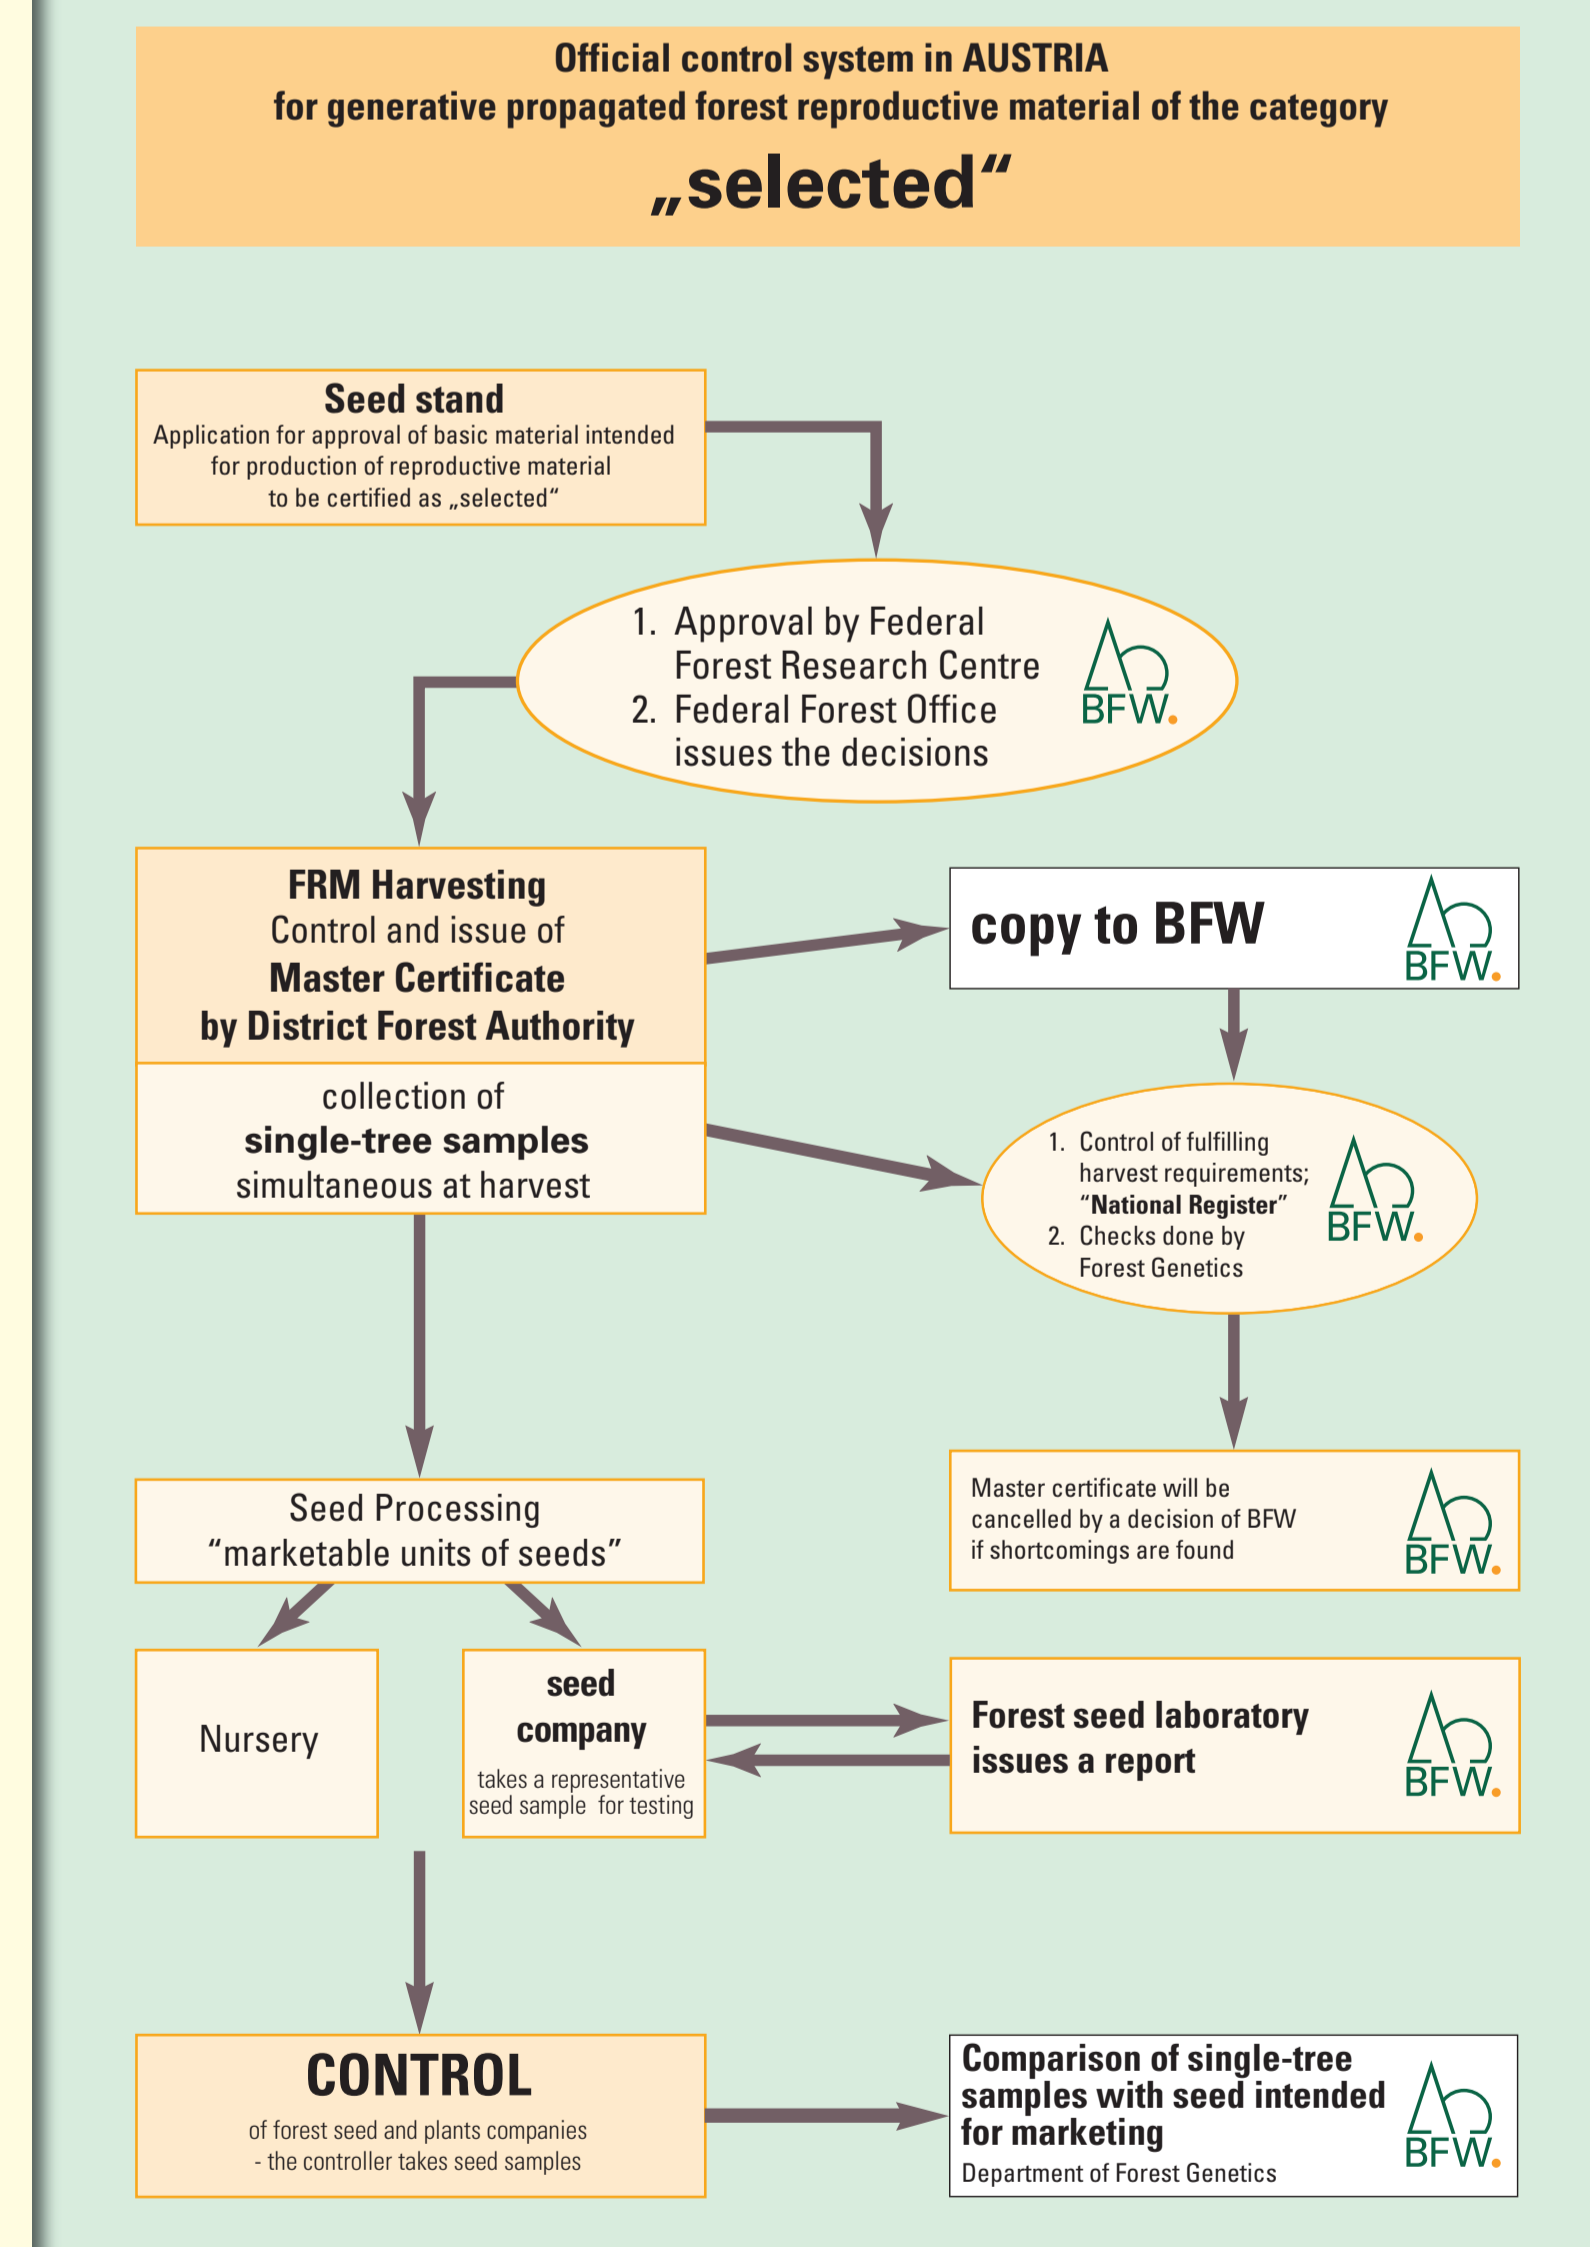 Official control system in AUSTRIA
for generative propagated forest reproductive material of the category
„selected“
Seed stand
Application for approval of basic material intended
for production of reproductive material
to be certified as „selected“
1. Approval by Federal
Forest Research Centre
2. Federal Forest Office
issues the decisions
BFW.
FRM Harvesting
Control and issue of
Master Certificate
by District Forest Authority
copy to BFW
BFW.
collection of
single-tree samples
simultaneous at harvest
1. Control of fulfilling
harvest requirements;
“National Register”
2. Checks done by
Forest Genetics
BFW.
Seed Processing
“marketable units of seeds”
Master certificate will be
cancelled by a decision of BFW
if shortcomings are found
BFW.
Nursery
seed
company
takes a representative
seed sample for testing
Forest seed laboratory
issues a report
BFW.
CONTROL
of forest seed and plants companies
- the controller takes seed samples
Comparison of single-tree
samples with seed intended
for marketing
Department of Forest Genetics
BFW.